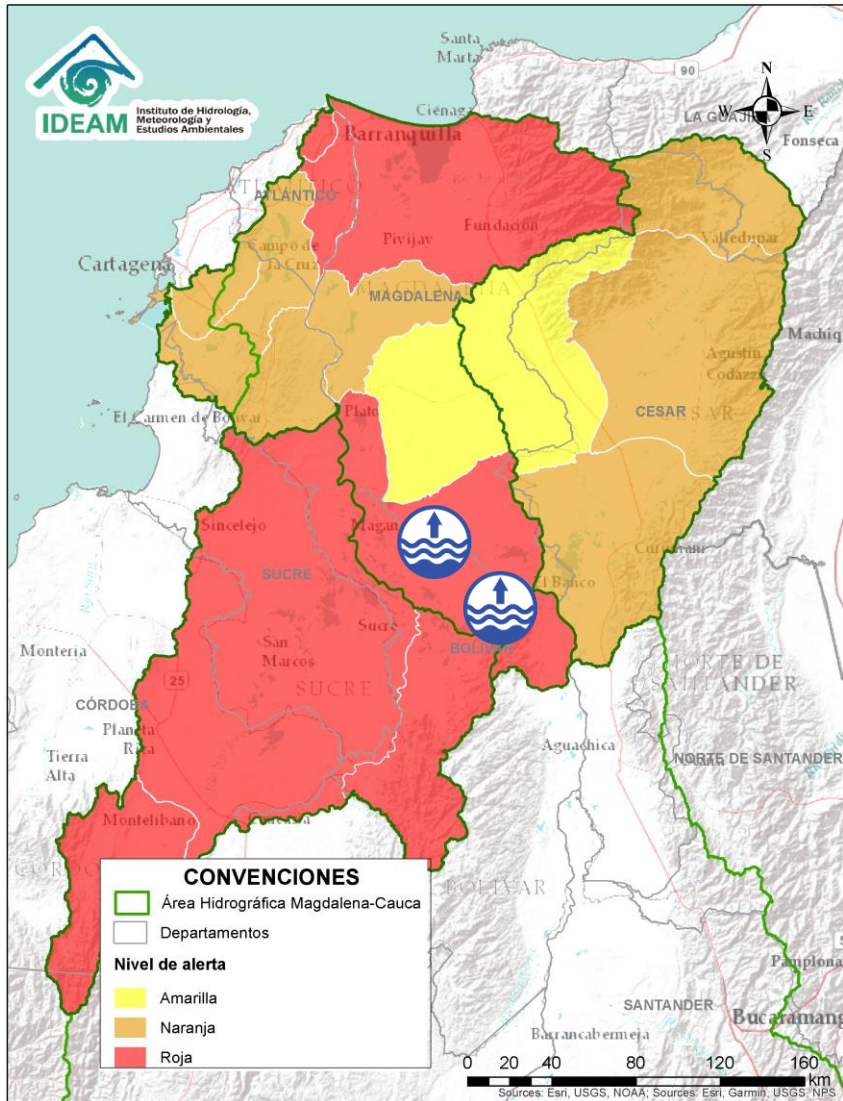 IDEAM
Instituto de Hidrología,
Meteorología y
Estudios Ambientales
Santa
Marta
90
N
W
E
S
LA GUAJI
Ciénaga
Fonseca
Barranquilla
ATLÁNTICO
Fundación
Pivijay
Valledupar
Campo de
la Cruz
Cartagena
MAGDALENA
Machiq
Agustín
Codazzi
CESAR
Plato
El Carmen de Bolívar
Sincelejo
Magan
SUCRE
El Banco
Sucre
BOLÍVAR
San
Marcos
Montería
SUCRE
25
NORTE DE
SANTANDER
CÓRDOBA
Planeta
Rica
Tierra
Alta
Aguachica
NORTE DE SANTANDER
Montelíbano
BOLÍVAR
CONVENCIONES
Área Hidrográfica Magdalena-Cauca
Departamentos
Nivel de alerta
Amarilla
Naranja
Roja
Pamplona
SANTANDER
Bucaramang
Barrancabermeja
0 20 40 80 120 160
km
Sources: Esri, USGS, NOAA; Sources: Esri, Garmin, USGS, NPS